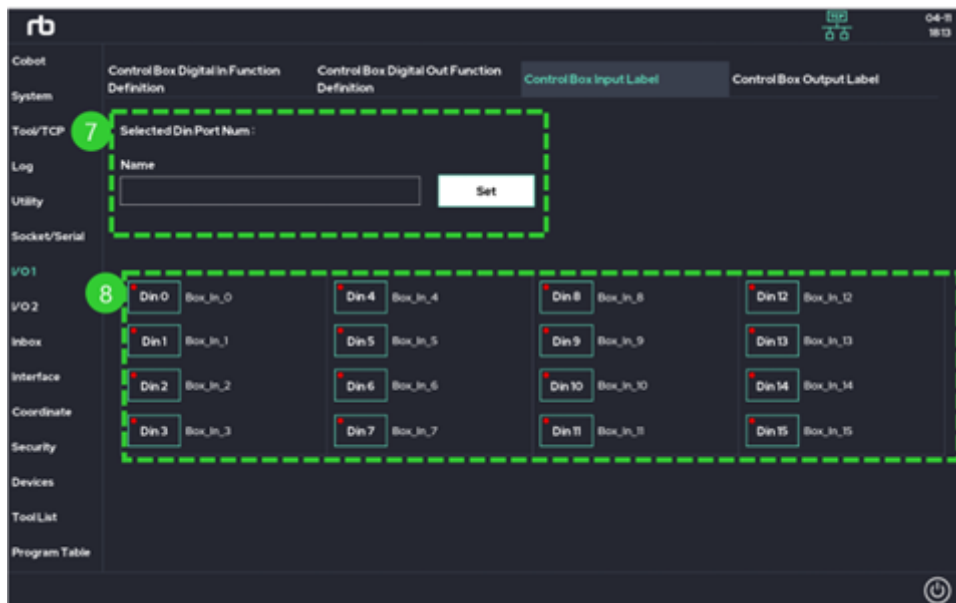 rb
TCP
04-11
18:13
Cobot
System
Tool/TCP
Log
Utility
Socket/Serial
I/O 1
I/O 2
Inbox
Interface
Coordinate
Security
Devices
Tool List
Program Table
Control Box Digital In Function
Definition
Control Box Digital Out Function
Definition
Control Box Input Label
Control Box Output Label
7
Selected Din Port Num :
Name
Set
8
Din 0 Box_In_0 Din 4 Box_In_4 Din 8 Box_In_8 Din 12 Box_In_12
Din 1 Box_In_1 Din 5 Box_In_5 Din 9 Box_In_9 Din 13 Box_In_13
Din 2 Box_In_2 Din 6 Box_In_6 Din 10 Box_In_10 Din 14 Box_In_14
Din 3 Box_In_3 Din 7 Box_In_7 Din 11 Box_In_11 Din 15 Box_In_15